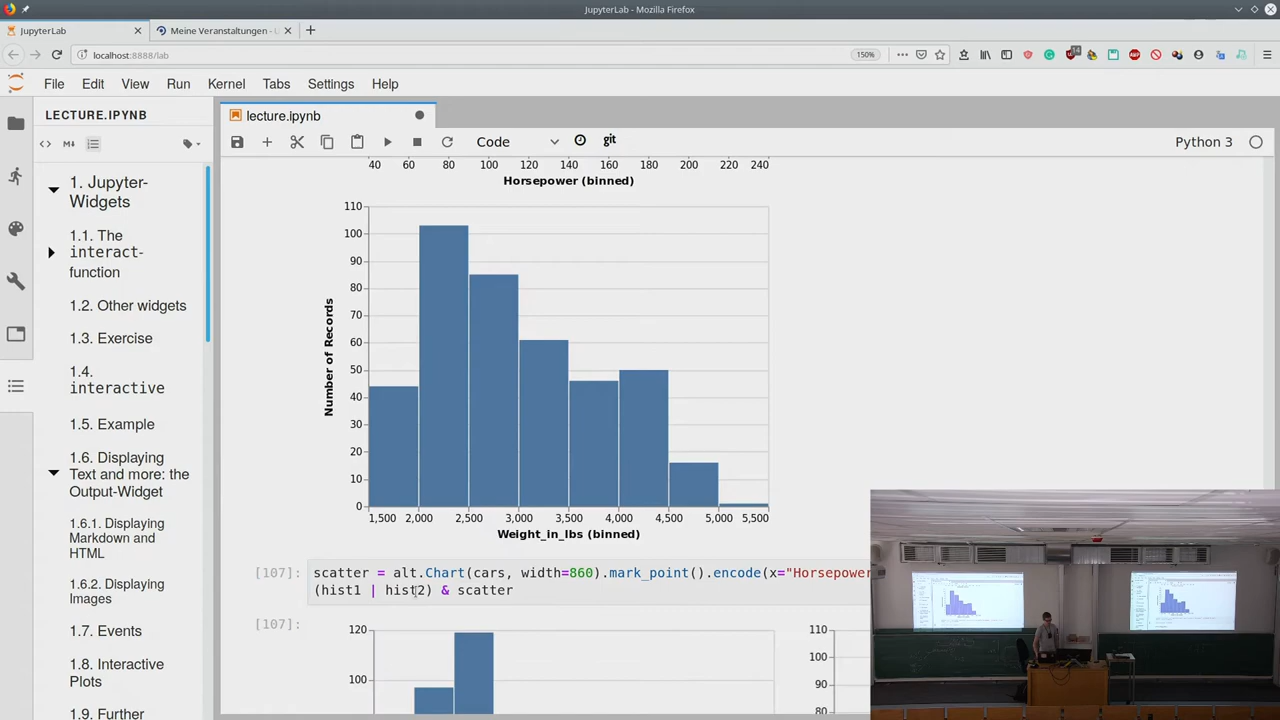 JupyterLab - Mozilla Firefox
JupyterLab
Meine Veranstaltungen - U
localhost:8888/lab
150%
14
File Edit View Run Kernel Tabs Settings Help
LECTURE.IPYNB
lecture.ipynb
Code
git
Python 3
1. Jupyter-
Widgets
1.1. The
interact-
function
1.2. Other widgets
1.3. Exercise
1.4.
interactive
1.5. Example
1.6. Displaying
Text and more: the
Output-Widget
1.6.1. Displaying
Markdown and
HTML
1.6.2. Displaying
Images
1.7. Events
1.8. Interactive
Plots
1.9. Further
40 60 80 100 120 140 160 180 200 220 240
Horsepower (binned)
110
100
90
80
70
60
50
40
30
20
10
0
Number of Records
1,500 2,000 2,500 3,000 3,500 4,000 4,500 5,000 5,500
Weight_in_lbs (binned)
[107]: scatter = alt.Chart(cars, width=860).mark_point().encode(x="Horsepower
(hist1 | hist2) & scatter
[107]:
120
100
110
100
90
80